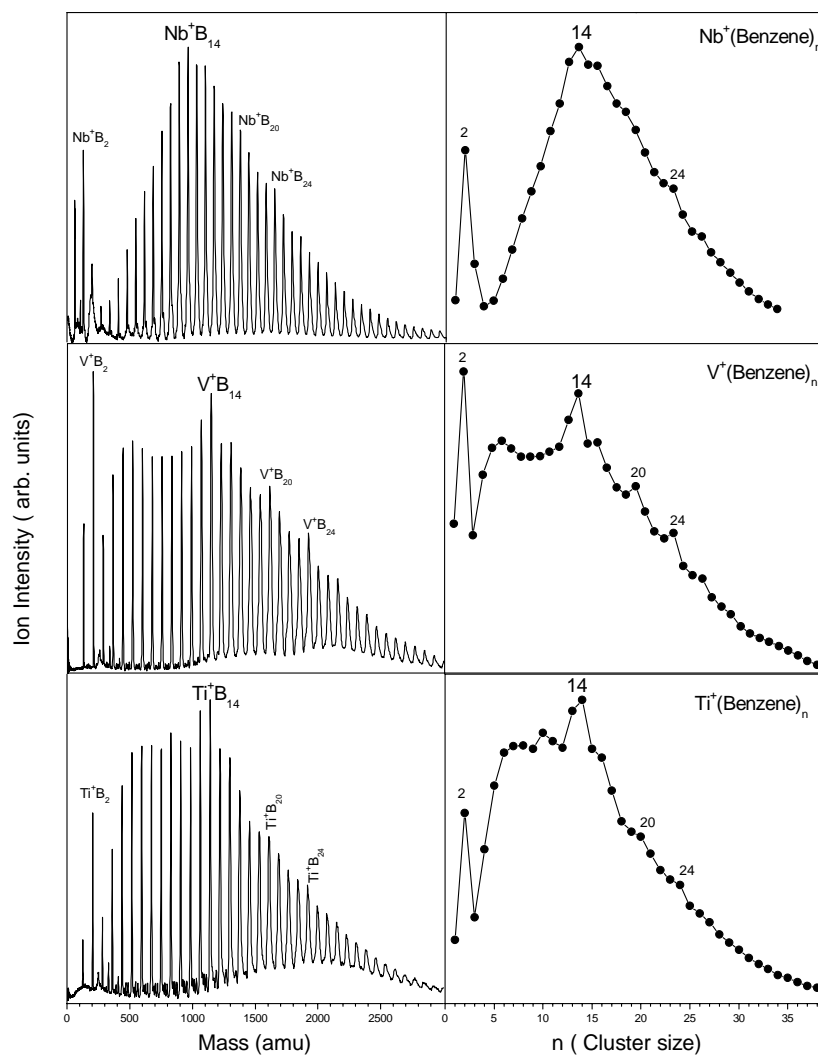 Nb⁺B₁₄
Nb⁺B₂
Nb⁺B₂₀
Nb⁺B₂₄
14
Nb⁺(Benzene)ₙ
2
24
V⁺B₂
V⁺B₁₄
V⁺B₂₀
V⁺B₂₄
2
14
V⁺(Benzene)ₙ
20
24
Ti⁺B₁₄
Ti⁺B₂
Ti⁺B₂₀
Ti⁺B₂₄
14
Ti⁺(Benzene)ₙ
2
20
24
Ion Intensity ( arb. units)
0 500 1000 1500 2000 2500
0 5 10 15 20 25 30 35
Mass (amu)
n ( Cluster size)